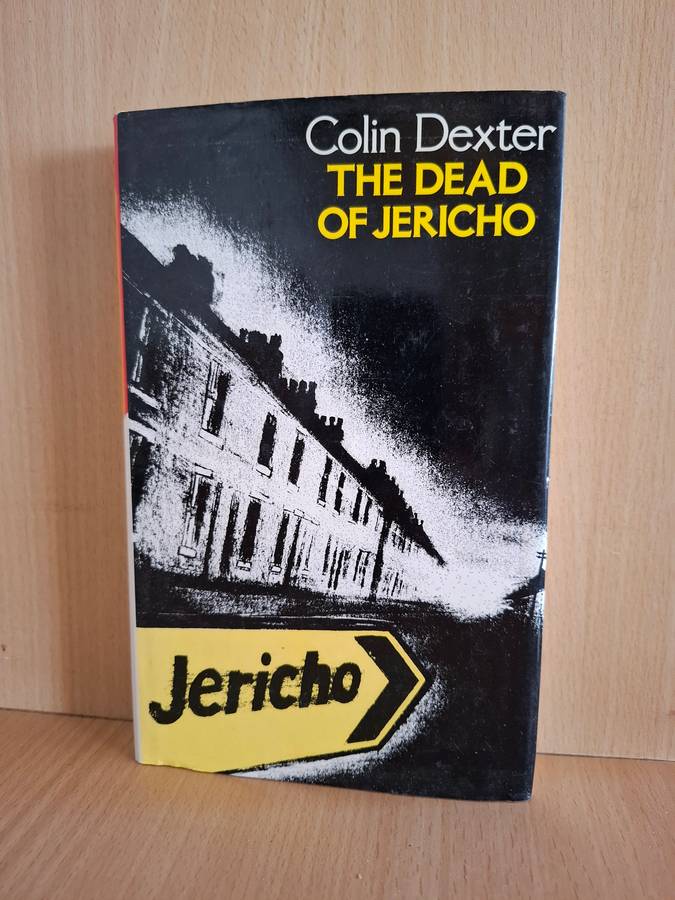 Colin Dexter
THE DEAD
OF JERICHO
Jericho